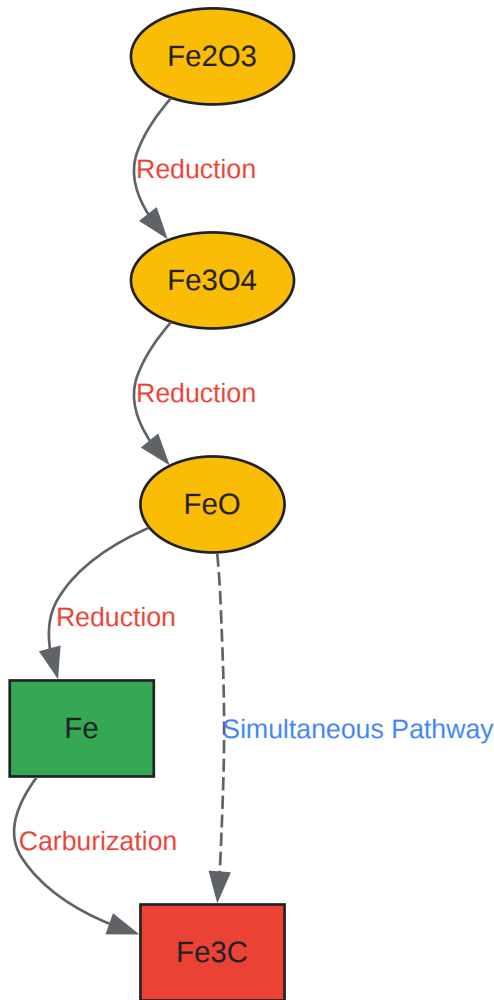 Fe2O3
Reduction
Fe3O4
Reduction
FeO
Reduction
Fe
Simultaneous Pathway
Carburization
Fe3C